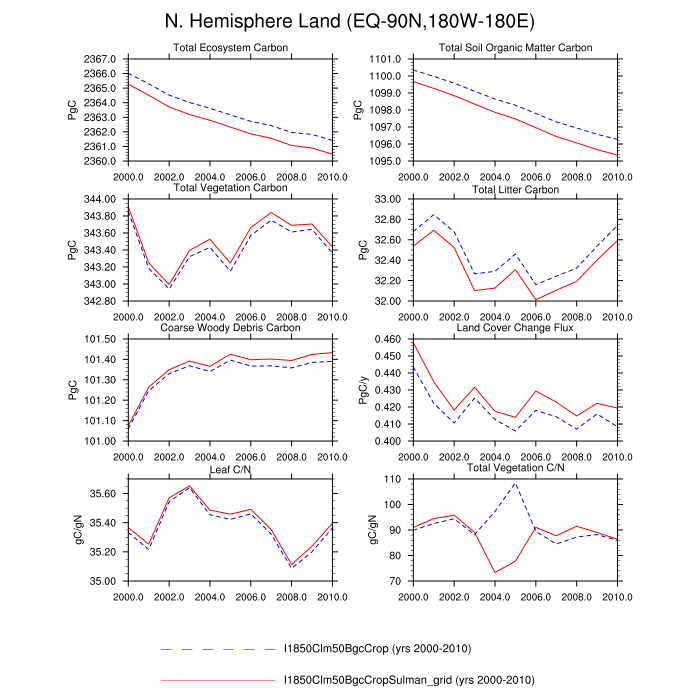 N. Hemisphere Land (EQ-90N,180W-180E)
Total Ecosystem Carbon
PgC
2367.0
2366.0
2365.0
2364.0
2363.0
2362.0
2361.0
2360.0
2000.0 2002.0 2004.0 2006.0 2008.0 2010.0
Total Soil Organic Matter Carbon
PgC
1101.0
1100.0
1099.0
1098.0
1097.0
1096.0
1095.0
2000.0 2002.0 2004.0 2006.0 2008.0 2010.0
Total Vegetation Carbon
PgC
344.00
343.80
343.60
343.40
343.20
343.00
342.80
2000.0 2002.0 2004.0 2006.0 2008.0 2010.0
Total Litter Carbon
PgC
33.00
32.80
32.60
32.40
32.20
32.00
2000.0 2002.0 2004.0 2006.0 2008.0 2010.0
Coarse Woody Debris Carbon
PgC
101.50
101.40
101.30
101.20
101.10
101.00
2000.0 2002.0 2004.0 2006.0 2008.0 2010.0
Land Cover Change Flux
PgC/y
0.460
0.450
0.440
0.430
0.420
0.410
0.400
2000.0 2002.0 2004.0 2006.0 2008.0 2010.0
Leaf C/N
gC/gN
35.60
35.40
35.20
35.00
2000.0 2002.0 2004.0 2006.0 2008.0 2010.0
Total Vegetation C/N
gC/gN
110
100
90
80
70
2000.0 2002.0 2004.0 2006.0 2008.0 2010.0
I1850Clm50BgcCrop (yrs 2000-2010)
I1850Clm50BgcCropSulman_grid (yrs 2000-2010)